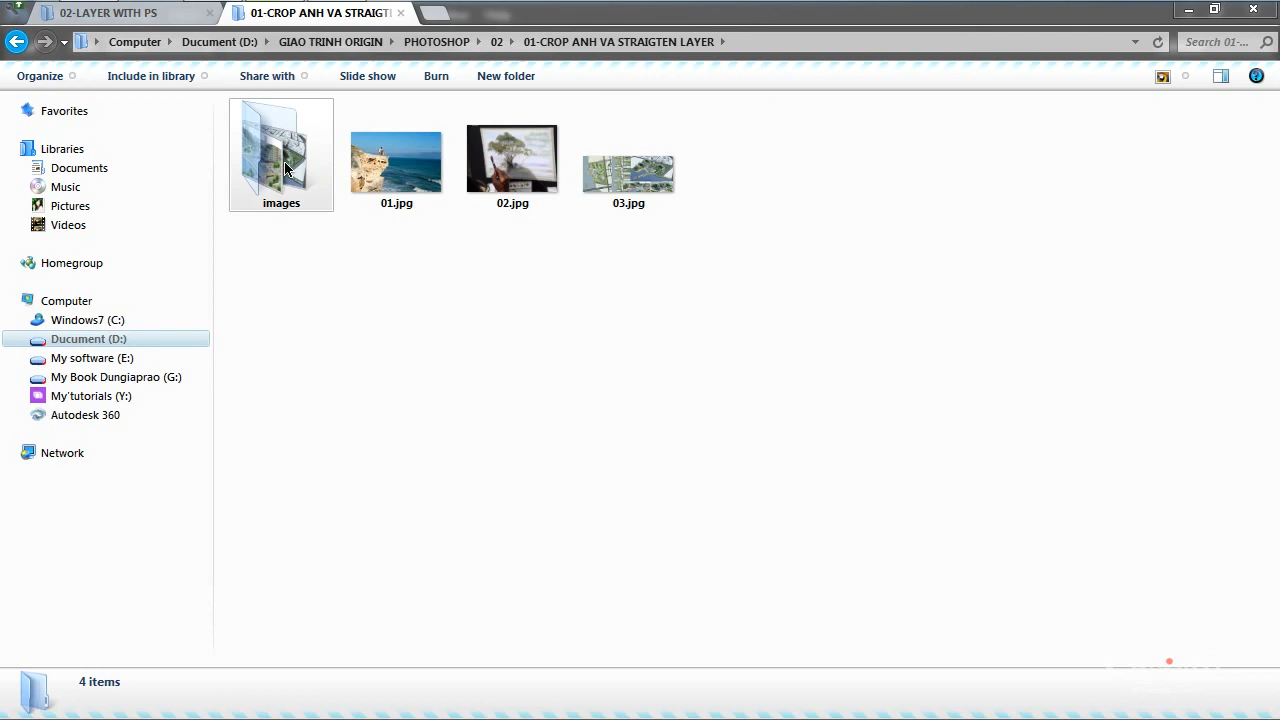 02-LAYER WITH PS
01-CROP ANH VA STRAIGT
Computer
Ducument (D:)
GIAO TRINH ORIGIN
PHOTOSHOP
02
01-CROP ANH VA STRAIGTEN LAYER
Search 01-...
Organize
Include in library
Share with
Slide show
Burn
New folder
Favorites
Libraries
Documents
Music
Pictures
Videos
Homegroup
Computer
Windows7 (C:)
Ducument (D:)
My software (E:)
My Book Dungiaprao (G:)
My'tutorials (Y:)
Autodesk 360
Network
images
01.jpg
02.jpg
03.jpg
4 items